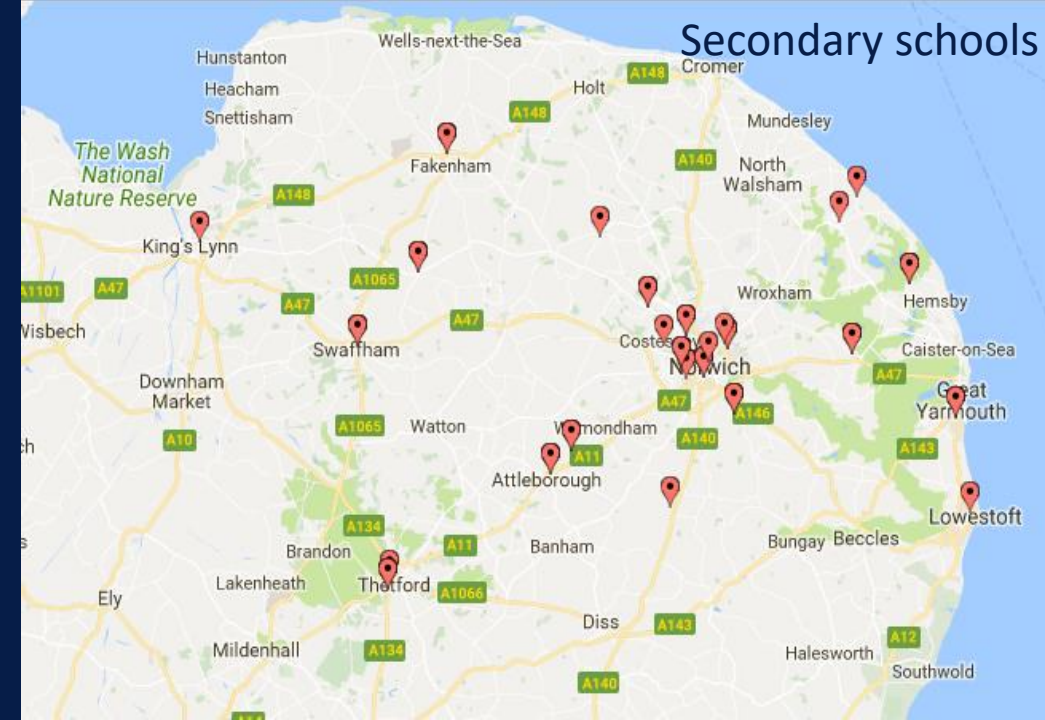 Secondary schools
Wells-next-the-Sea
Hunstanton
Cromer
A148
Holt
Heacham
A148
Snettisham
Mundesley
The Wash
National
Nature Reserve
A140
North
Walsham
Fakenham
A148
King's Lynn
A1065
A1101
A47
A47
Wroxham
Hemsby
A47
Wisbech
Swaffham
Norwich
Caister-on-Sea
A47
Downham
Market
Great
Yarmouth
A47
A146
A1065
Watton
Wymondham
A10
A140
A143
A11
Attleborough
Lowestoft
A134
Brandon
A11
Banham
Bungay
Beccles
Lakenheath
Thetford
A1066
Ely
Diss
A143
Mildenhall
A134
Halesworth
A12
Southwold
A140